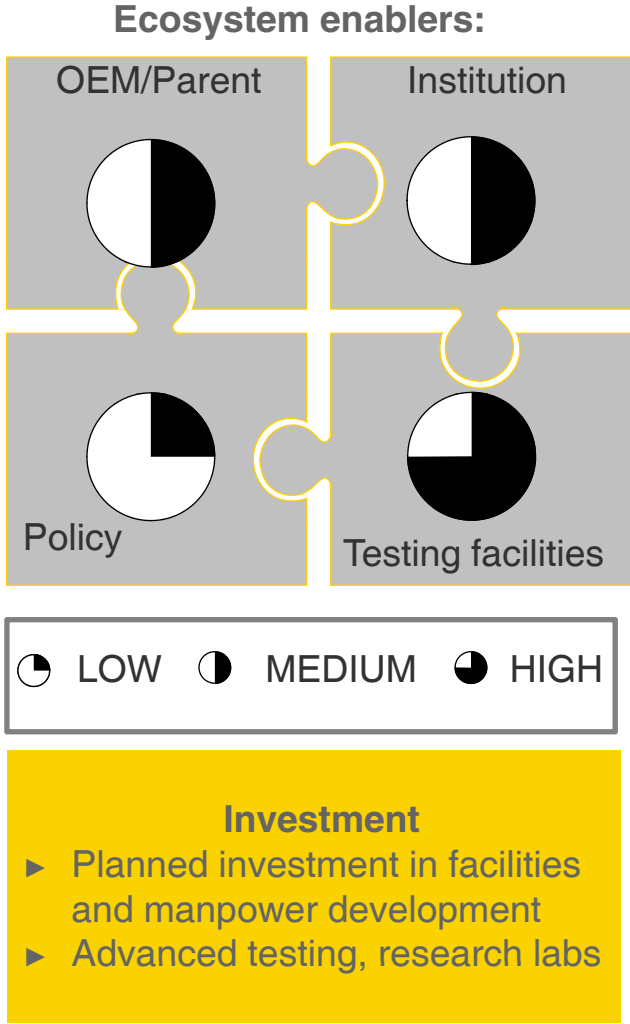 Ecosystem enablers:
OEM/Parent
Institution
Policy
Testing facilities
LOW MEDIUM HIGH
Investment
► Planned investment in facilities
and manpower development
► Advanced testing, research labs